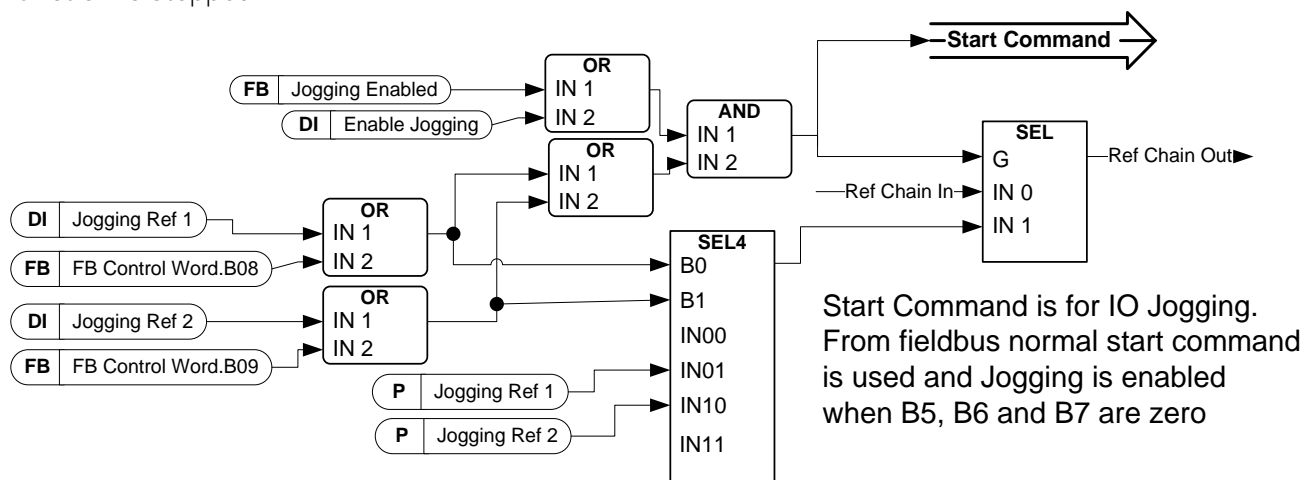 OR
FB Jogging Enabled
IN 1
IN 2
DI Enable Jogging
Start Command
AND
IN 1
IN 2
OR
IN 1
IN 2
SEL
G
IN 0
IN 1
Ref Chain In
Ref Chain Out
DI Jogging Ref 1
FB FB Control Word.B08
OR
IN 1
IN 2
DI Jogging Ref 2
FB FB Control Word.B09
OR
IN 1
IN 2
SEL4
B0
B1
IN00
IN01
IN10
IN11
P Jogging Ref 1
P Jogging Ref 2
Start Command is for IO Jogging.
From fieldbus normal start command
is used and Jogging is enabled
when B5, B6 and B7 are zero